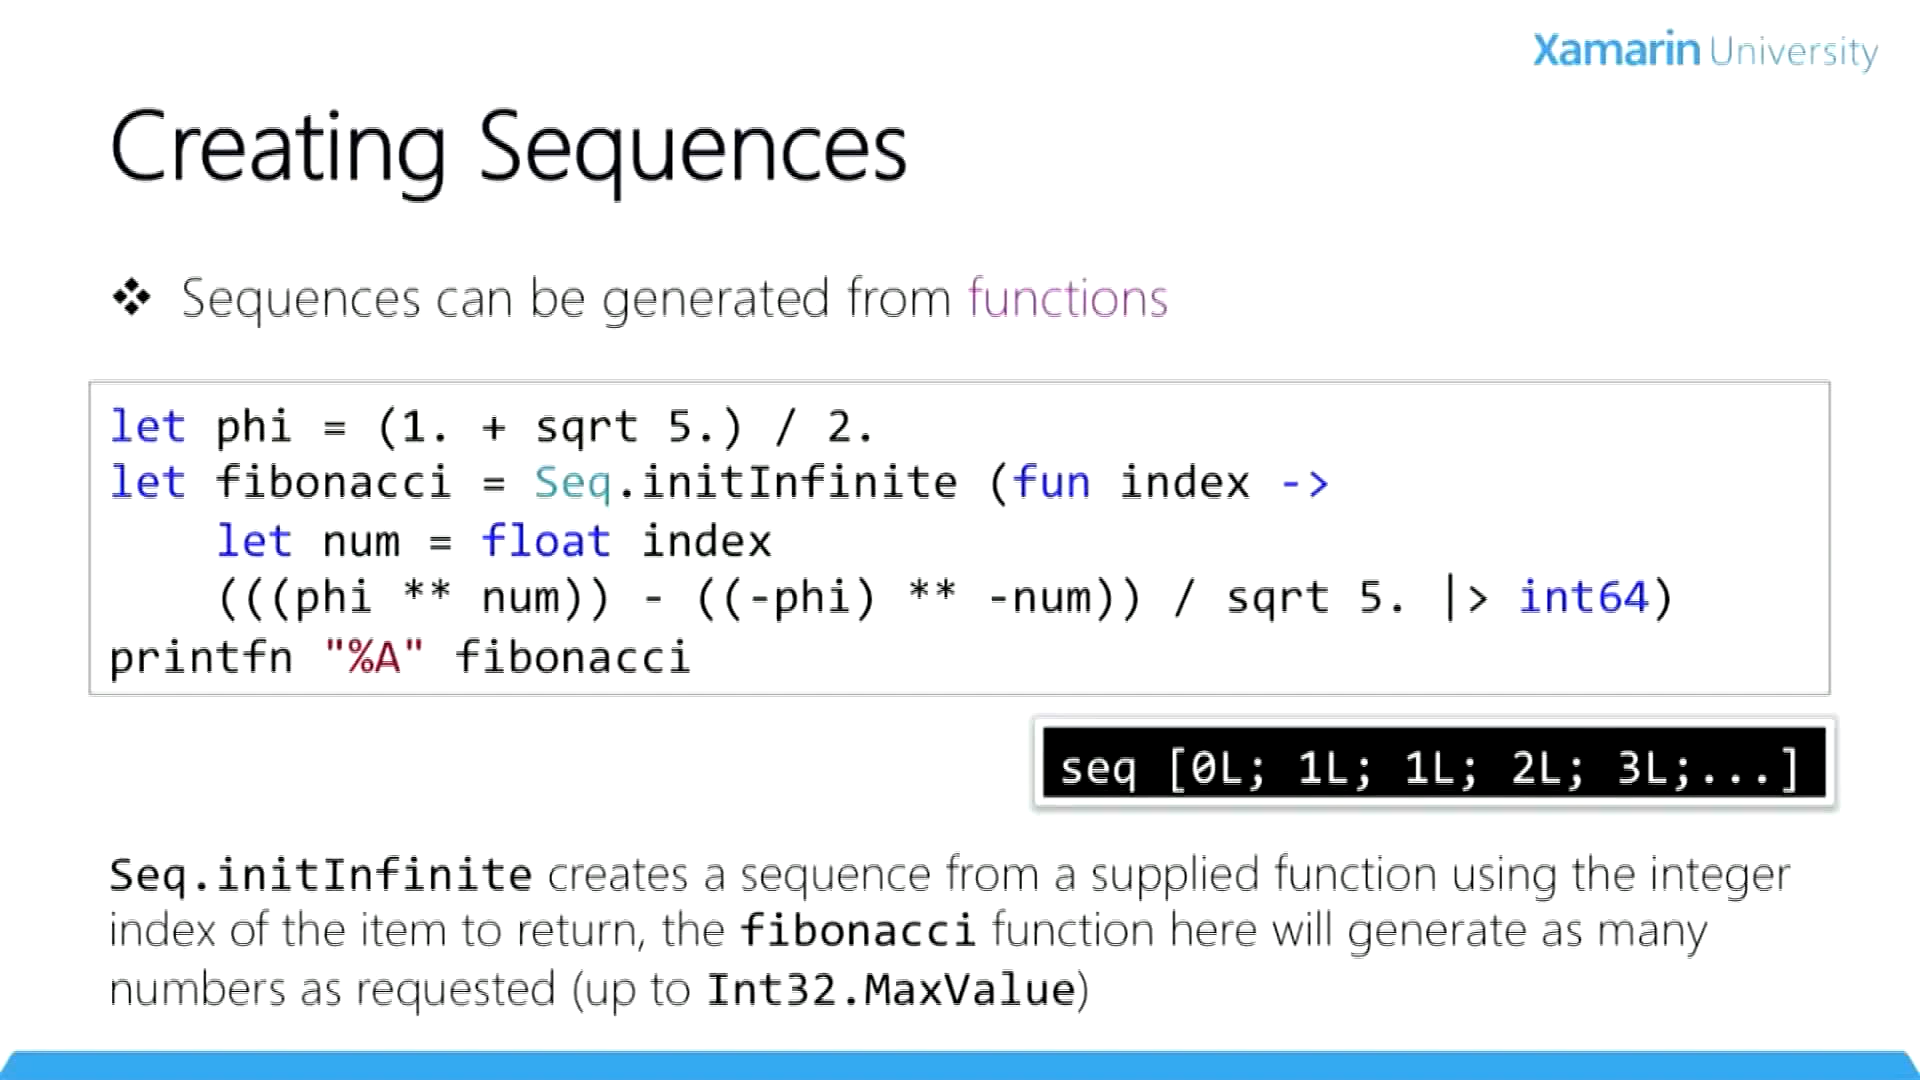 Xamarin University
Creating Sequences
❖ Sequences can be generated from functions
let phi = (1. + sqrt 5.) / 2.
let fibonacci = Seq.initInfinite (fun index ->
    let num = float index
    (((phi ** num)) - ((-phi) ** -num)) / sqrt 5. |> int64)
printfn "%A" fibonacci
seq [0L; 1L; 1L; 2L; 3L;...]
Seq.initInfinite creates a sequence from a supplied function using the integer
index of the item to return, the fibonacci function here will generate as many
numbers as requested (up to Int32.MaxValue)